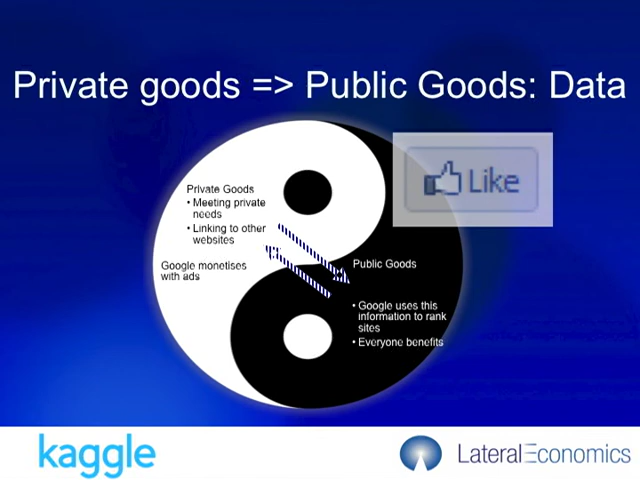 Private goods => Public Goods: Data
Like
Private Goods
• Meeting private
needs
• Linking to other
websites
Google monetises
with ads
Public Goods
• Google uses this
information to rank
sites
• Everyone benefits
kaggle
LateralEconomics